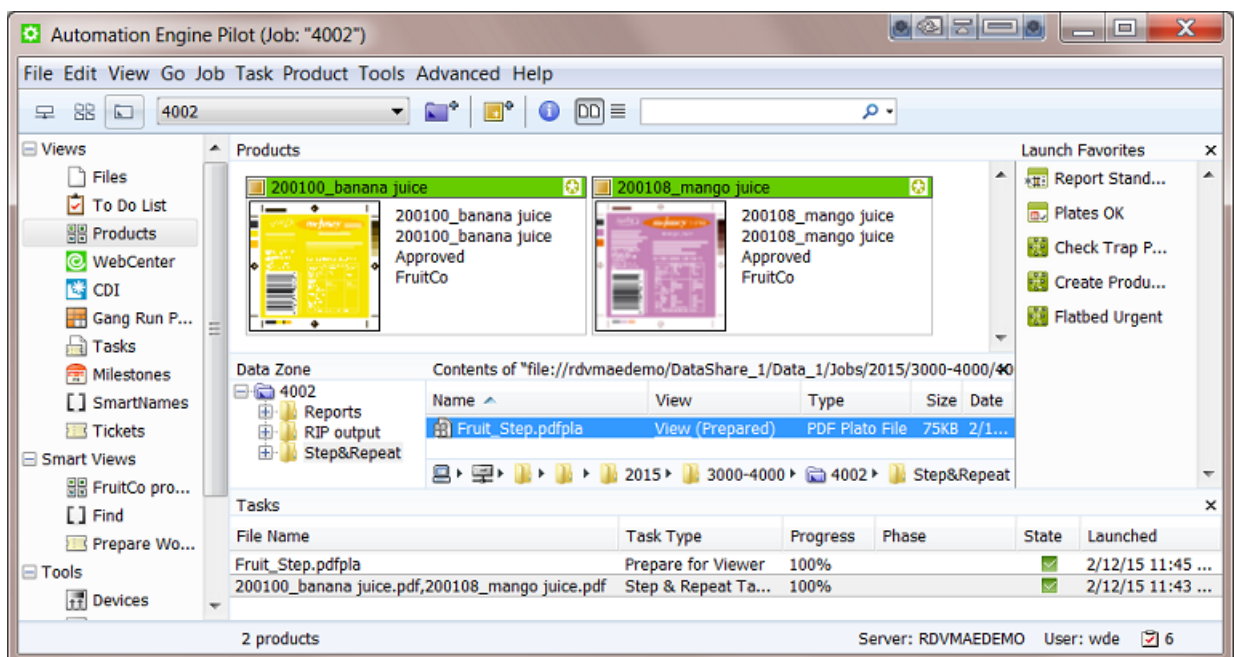 Automation Engine Pilot (Job: "4002")
File Edit View Go Job Task Product Tools Advanced Help
4002
Views
Files
To Do List
Products
WebCenter
CDI
Gang Run P...
Tasks
Milestones
SmartNames
Tickets
Smart Views
FruitCo pro...
Find
Prepare Wo...
Tools
Devices
Products
200100_banana juice
200100_banana juice
200100_banana juice
Approved
FruitCo
200108_mango juice
200108_mango juice
200108_mango juice
Approved
FruitCo
Launch Favorites
Report Stand...
Plates OK
Check Trap P...
Create Produ...
Flatbed Urgent
Data Zone
4002
Reports
RIP output
Step&Repeat
Contents of "file://rdvmaedemo/DataShare_1/Data_1/Jobs/2015/3000-4000/40
Name View Type Size Date
Fruit_Step.pdfpla View (Prepared) PDF Plato File 75KB 2/1...
2015 3000-4000 4002 Step&Repeat
Tasks
File Name Task Type Progress Phase State Launched
Fruit_Step.pdfpla Prepare for Viewer 100% 2/12/15 11:45 ...
200100_banana juice.pdf,200108_mango juice.pdf Step & Repeat Ta... 100% 2/12/15 11:43 ...
2 products Server: RDVMAEDEMO User: wde 6